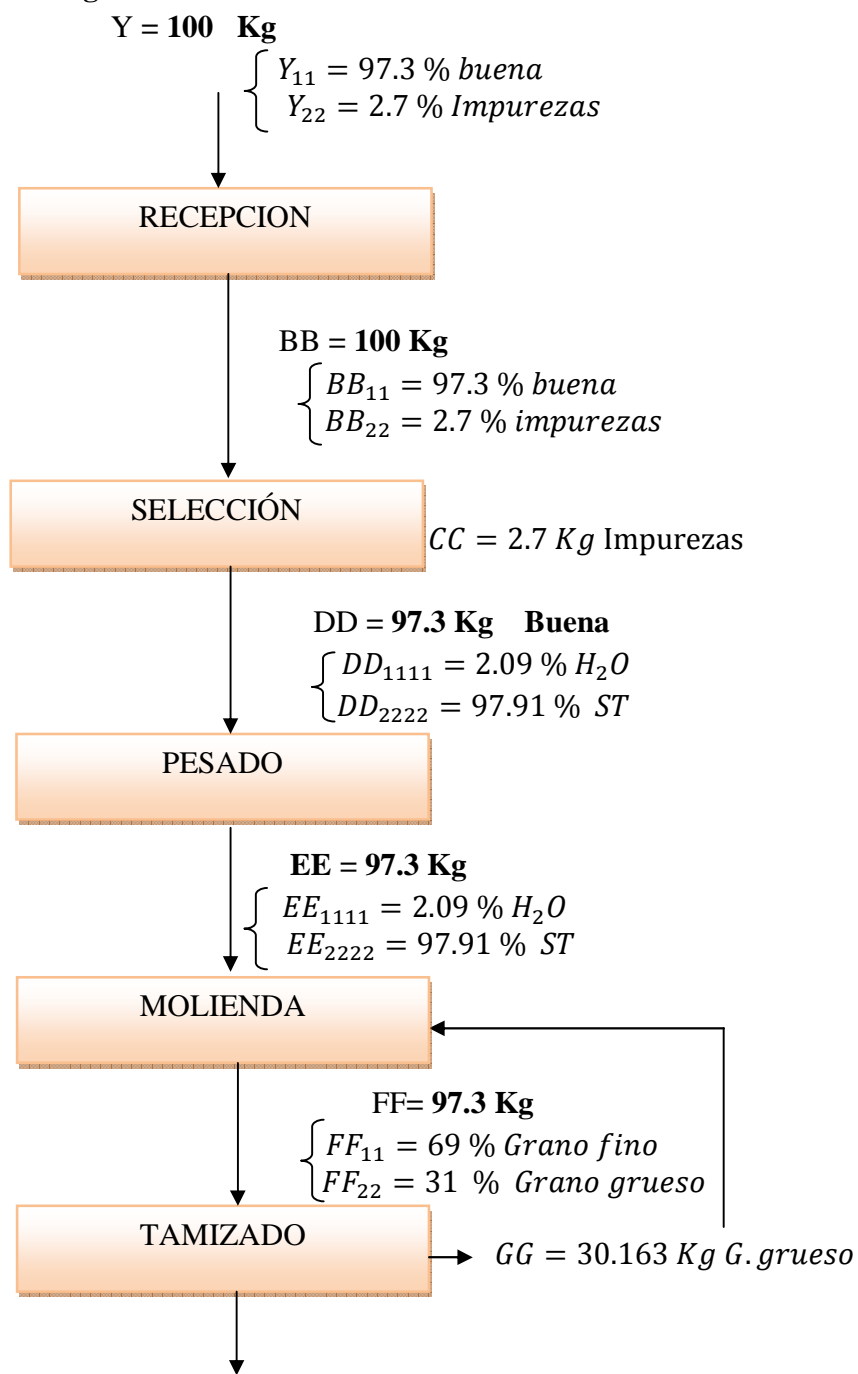 Y = 100 Kg
Y₁₁ = 97.3 % buena
Y₂₂ = 2.7 % Impurezas
RECEPCION
BB = 100 Kg
BB₁₁ = 97.3 % buena
BB₂₂ = 2.7 % impurezas
SELECCIÓN
CC = 2.7 Kg Impurezas
DD = 97.3 Kg Buena
DD₁₁₁₁ = 2.09 % H₂O
DD₂₂₂₂ = 97.91 % ST
PESADO
EE = 97.3 Kg
EE₁₁₁₁ = 2.09 % H₂O
EE₂₂₂₂ = 97.91 % ST
MOLIENDA
FF= 97.3 Kg
FF₁₁ = 69 % Grano fino
FF₂₂ = 31 % Grano grueso
TAMIZADO
GG = 30.163 Kg G. grueso